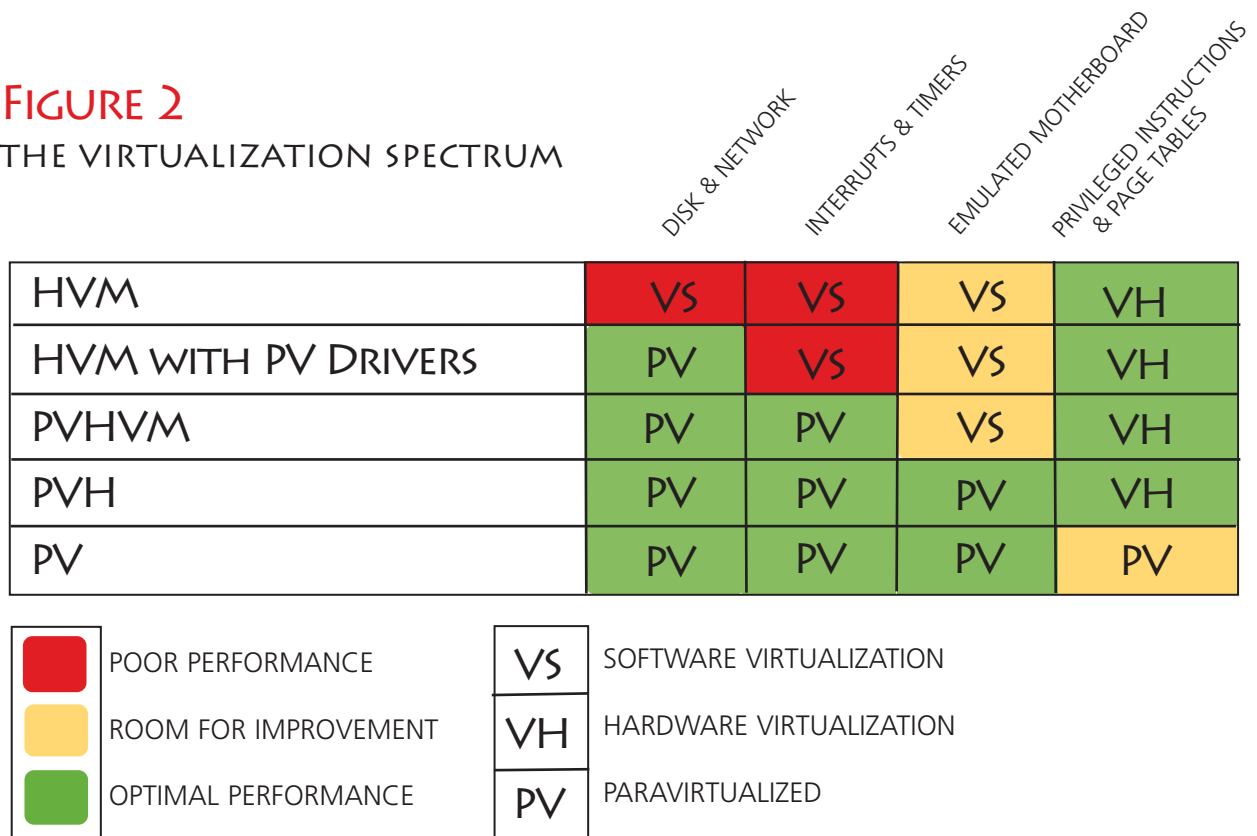 FIGURE 2
THE VIRTUALIZATION SPECTRUM
DISK & NETWORK
INTERRUPTS & TIMERS
EMULATED MOTHERBOARD
PRIVILEGED INSTRUCTIONS
& PAGE TABLES
HVM VS VS VS VH
HVM WITH PV DRIVERS PV VS VS VH
PVHVM PV PV VS VH
PVH PV PV PV VH
PV PV PV PV PV
POOR PERFORMANCE
ROOM FOR IMPROVEMENT
OPTIMAL PERFORMANCE
VS SOFTWARE VIRTUALIZATION
VH HARDWARE VIRTUALIZATION
PV PARAVIRTUALIZED